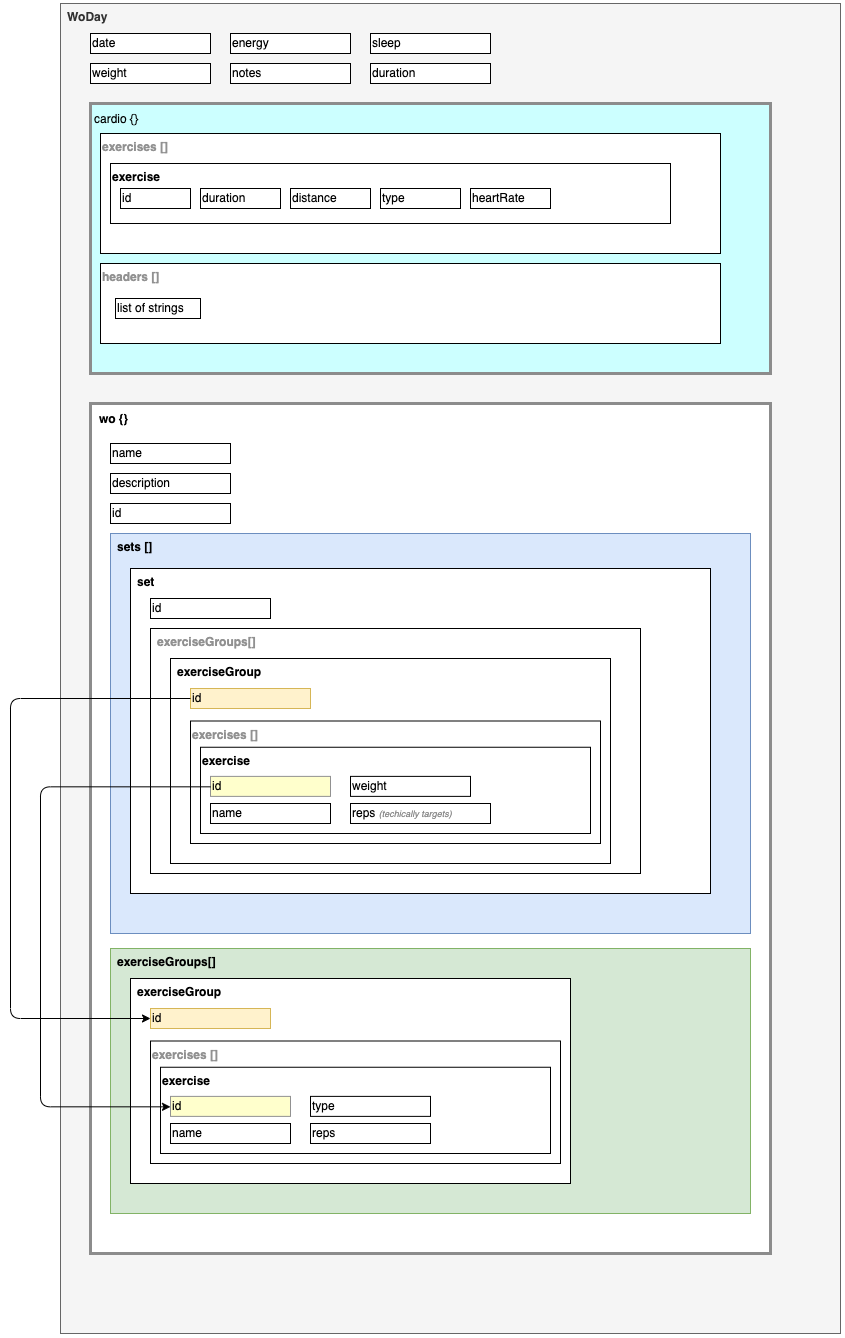 WoDay
date energy sleep
weight notes duration
cardio {}
exercises []
exercise
id duration distance type heartRate
headers []
list of strings
wo {}
name
description
id
sets []
set
id
exerciseGroups[]
exerciseGroup
id
exercises []
exercise
id weight
name reps (techically targets)
exerciseGroups[]
exerciseGroup
id
exercises []
exercise
id type
name reps